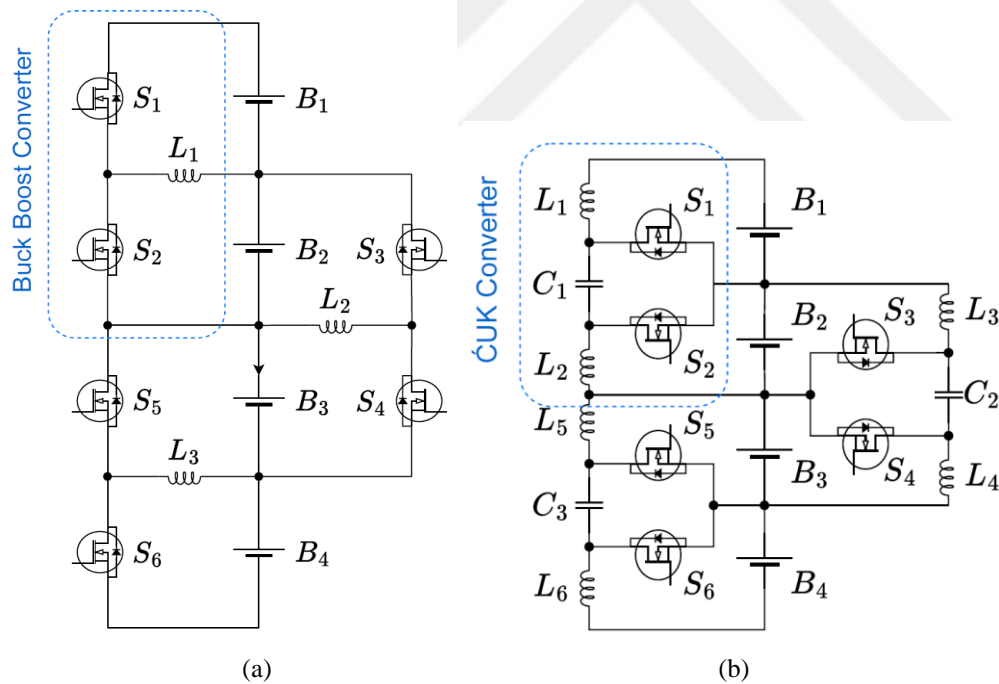 Buck Boost Converter
S₁
B₁
L₁
S₂
B₂
S₃
L₂
S₅
B₃
S₄
L₃
S₆
B₄
(a)
ĆUK Converter
L₁
S₁
B₁
C₁
B₂
S₃
L₃
L₂
S₂
C₂
L₅
S₅
B₃
S₄
L₄
C₃
L₆
S₆
B₄
(b)